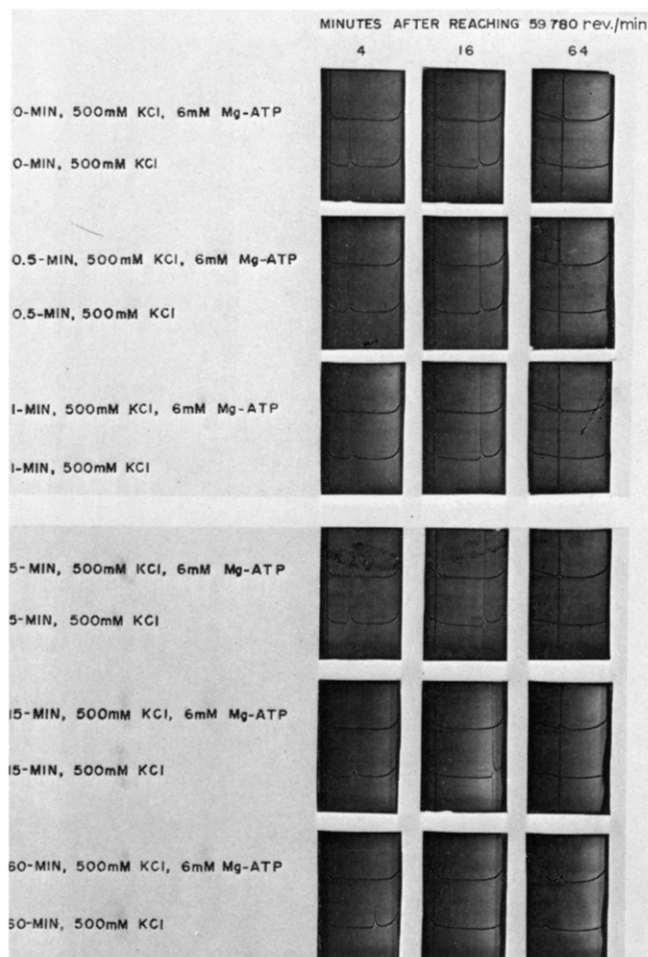 MINUTES AFTER REACHING 59780 rev./min
4 16 64
0-MIN, 500mM KCl, 6mM Mg-ATP
0-MIN, 500mM KCl
0.5-MIN, 500mM KCl, 6mM Mg-ATP
0.5-MIN, 500mM KCl
1-MIN, 500mM KCl, 6mM Mg-ATP
1-MIN, 500mM KCl
5-MIN, 500mM KCl, 6mM Mg-ATP
5-MIN, 500mM KCl
15-MIN, 500mM KCl, 6mM Mg-ATP
15-MIN, 500mM KCl
60-MIN, 500mM KCl, 6mM Mg-ATP
60-MIN, 500mM KCl